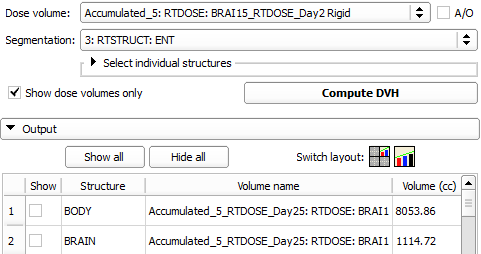 Dose volume: Accumulated_5: RTDOSE: BRAI15_RTDOSE_Day2 Rigid A/O
Segmentation: 3: RTSTRUCT: ENT
Select individual structures
Show dose volumes only Compute DVH
Output
Show all Hide all Switch layout:
Show Structure Volume name Volume (cc)
1 BODY Accumulated_5_RTDOSE_Day25: RTDOSE: BRAI1 8053.86
2 BRAIN Accumulated_5_RTDOSE_Day25: RTDOSE: BRAI1 1114.72